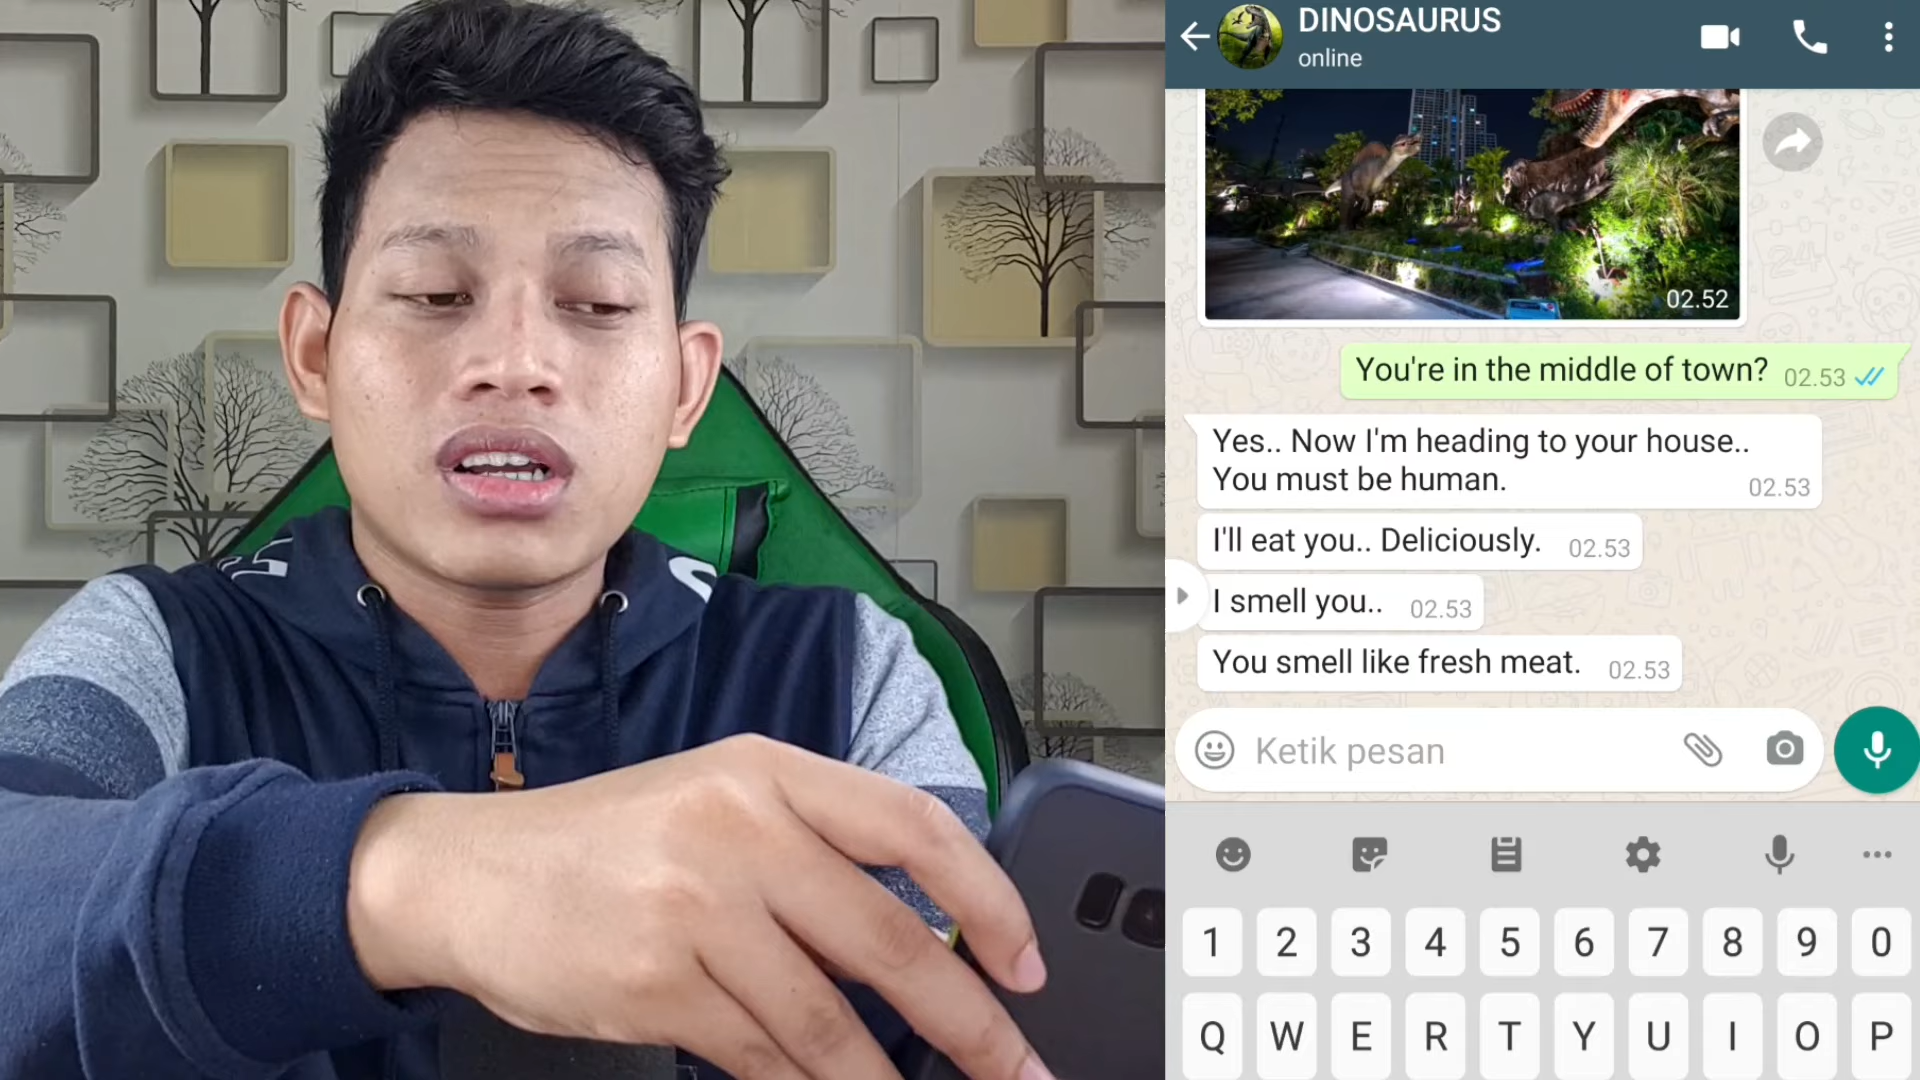 DINOSAURUS
online
02.52
You're in the middle of town? 02.53
Yes.. Now I'm heading to your house..
You must be human. 02.53
I'll eat you.. Deliciously. 02.53
I smell you.. 02.53
You smell like fresh meat. 02.53
Ketik pesan
1 2 3 4 5 6 7 8 9 0
Q W E R T Y U I O P